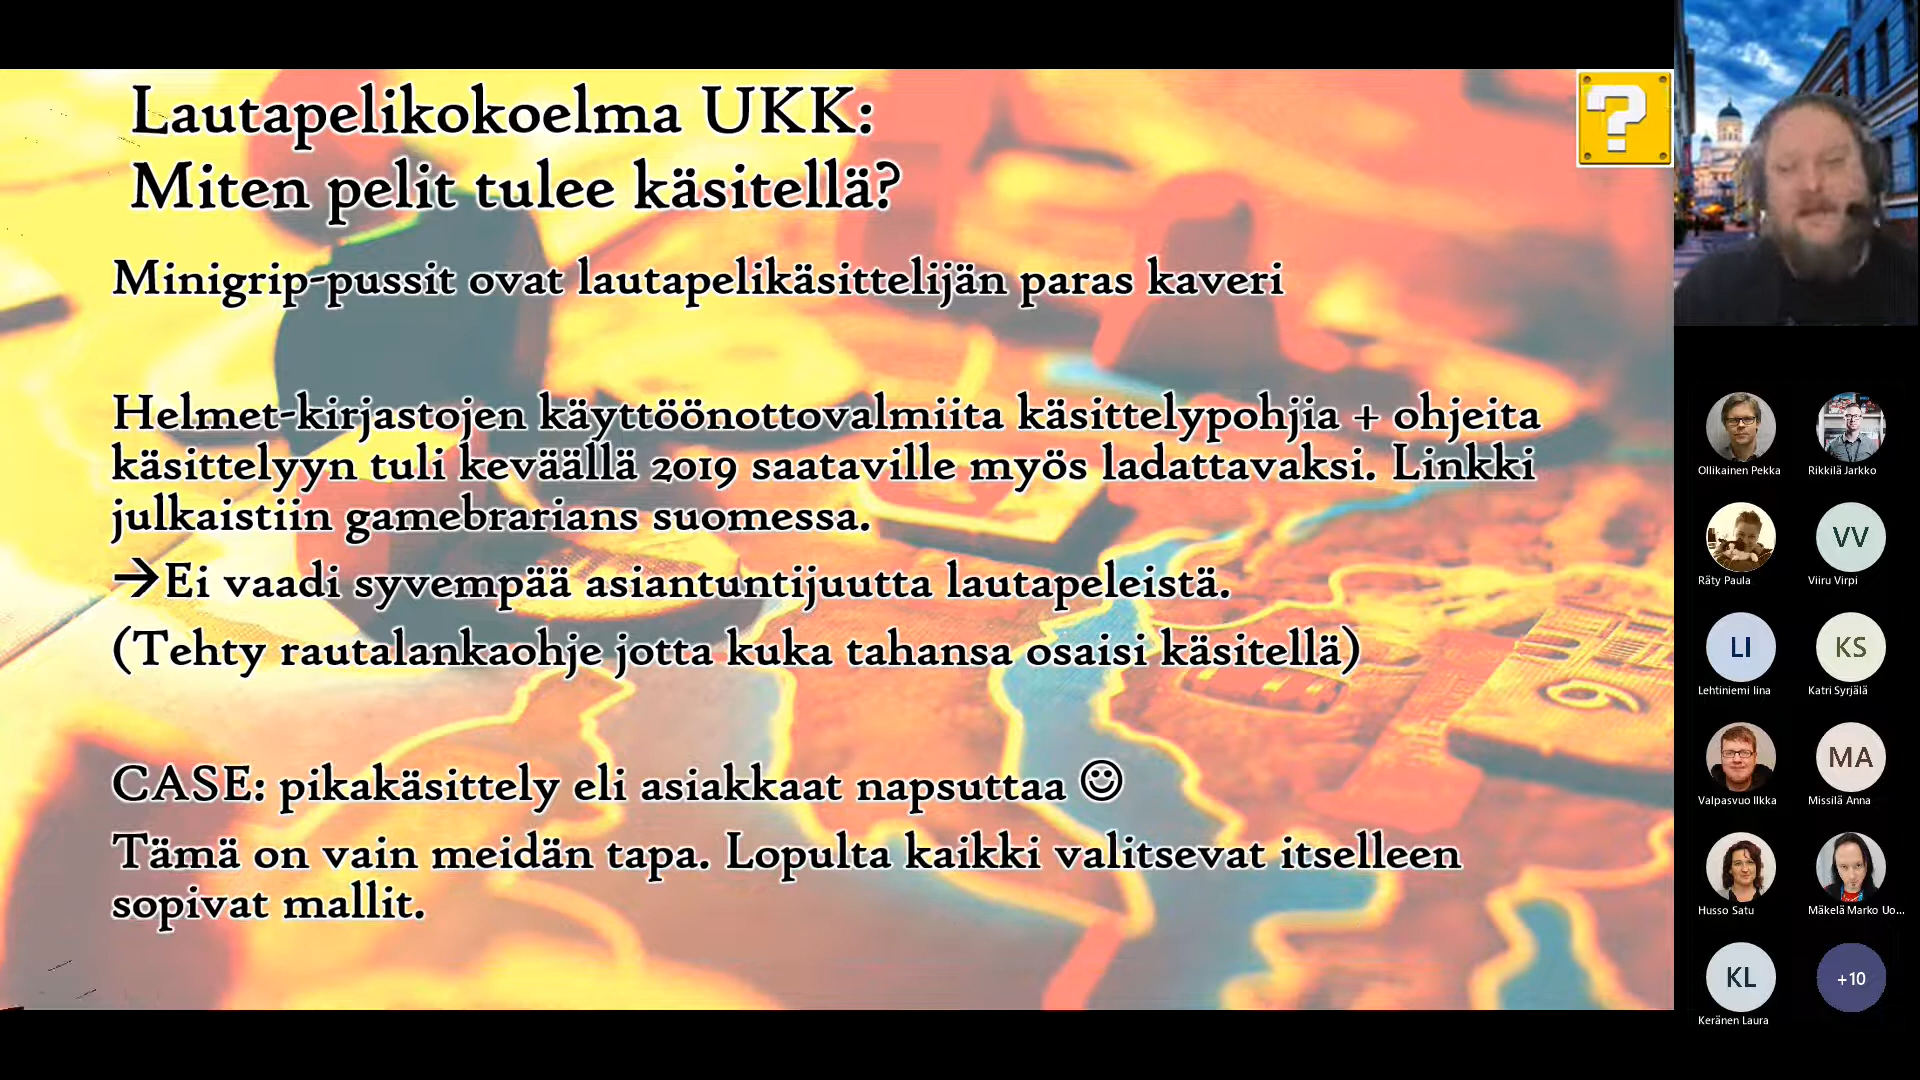 Lautapelikokoelma UKK:
Miten pelit tulee käsitellä?
Minigrip-pussit ovat lautapelikäsittelijän paras kaveri
Helmet-kirjastojen käyttöönottovalmiita käsittelypohjia + ohjeita
käsittelyyn tuli keväällä 2019 saataville myös ladattavaksi. Linkki
julkaistiin gamebrarians suomessa.
→Ei vaadi syvempää asiantuntijuutta lautapeleistä.
(Tehty rautalankaohje jotta kuka tahansa osaisi käsitellä)
CASE: pikakäsittely eli asiakkaat napsuttaa ☺
Tämä on vain meidän tapa. Lopulta kaikki valitsevat itselleen
sopivat mallit.
?
9
Ollikainen Pekka
Rikkilä Jarkko
Räty Paula
VV
Viiru Virpi
LI
Lehtiniemi Iina
KS
Katri Syrjälä
Valpasvuo Ilkka
MA
Missilä Anna
Husso Satu
Mäkelä Marko Uo...
KL
Keränen Laura
+10